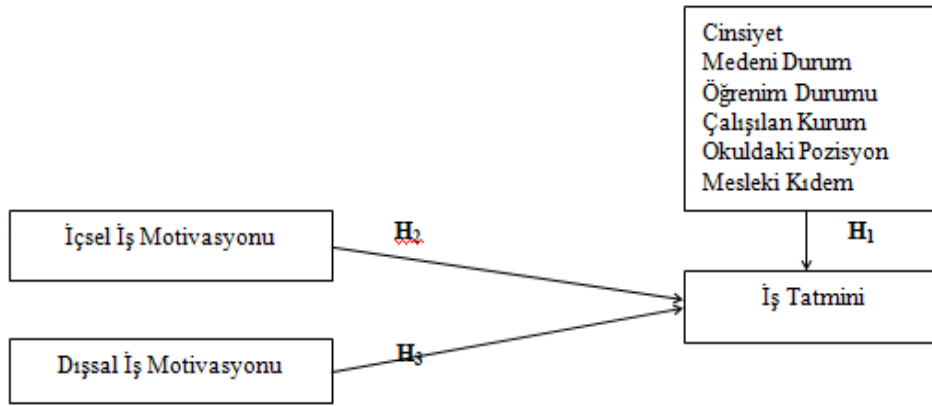 Cinsiyet
Medeni Durum
Öğrenim Durumu
Çalışılan Kurum
Okuldaki Pozisyon
Mesleki Kıdem
H1
İçsel İş Motivasyonu
H2
İş Tatmini
Dışsal İş Motivasyonu
H3